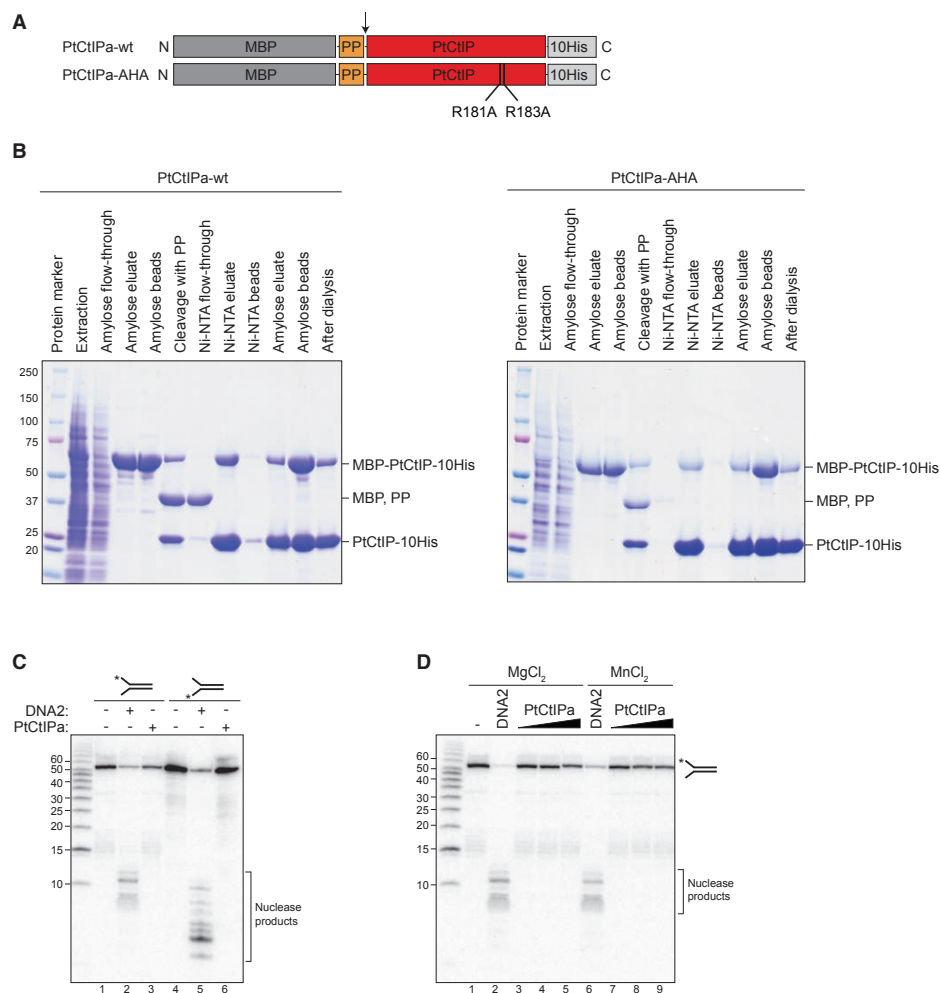 A
PtCtIPa-wt N MBP PP PtCtIP 10His C
PtCtIPa-AHA N MBP PP PtCtIP 10His C
R181A R183A
B
PtCtIPa-wt
Protein marker
Extraction
Amylose flow-through
Amylose eluate
Amylose beads
Cleavage with PP
Ni-NTA flow-through
Ni-NTA eluate
Ni-NTA beads
Amylose eluate
Amylose beads
After dialysis
250
150
100
75
50
37
25
20
MBP-PtCtIP-10His
MBP, PP
PtCtIP-10His
PtCtIPa-AHA
Protein marker
Extraction
Amylose flow-through
Amylose eluate
Amylose beads
Cleavage with PP
Ni-NTA flow-through
Ni-NTA eluate
Ni-NTA beads
Amylose eluate
Amylose beads
After dialysis
MBP-PtCtIP-10His
MBP, PP
PtCtIP-10His
C
* *
DNA2: - + - - + -
PtCtIPa: - - + - - +
60
50
40
30
25
20
15
10
Nuclease
products
1 2 3 4 5 6
D
MgCl2 MnCl2
- DNA2 PtCtIPa DNA2 PtCtIPa
60
50
40
30
25
20
15
10
*
Nuclease
products
1 2 3 4 5 6 7 8 9